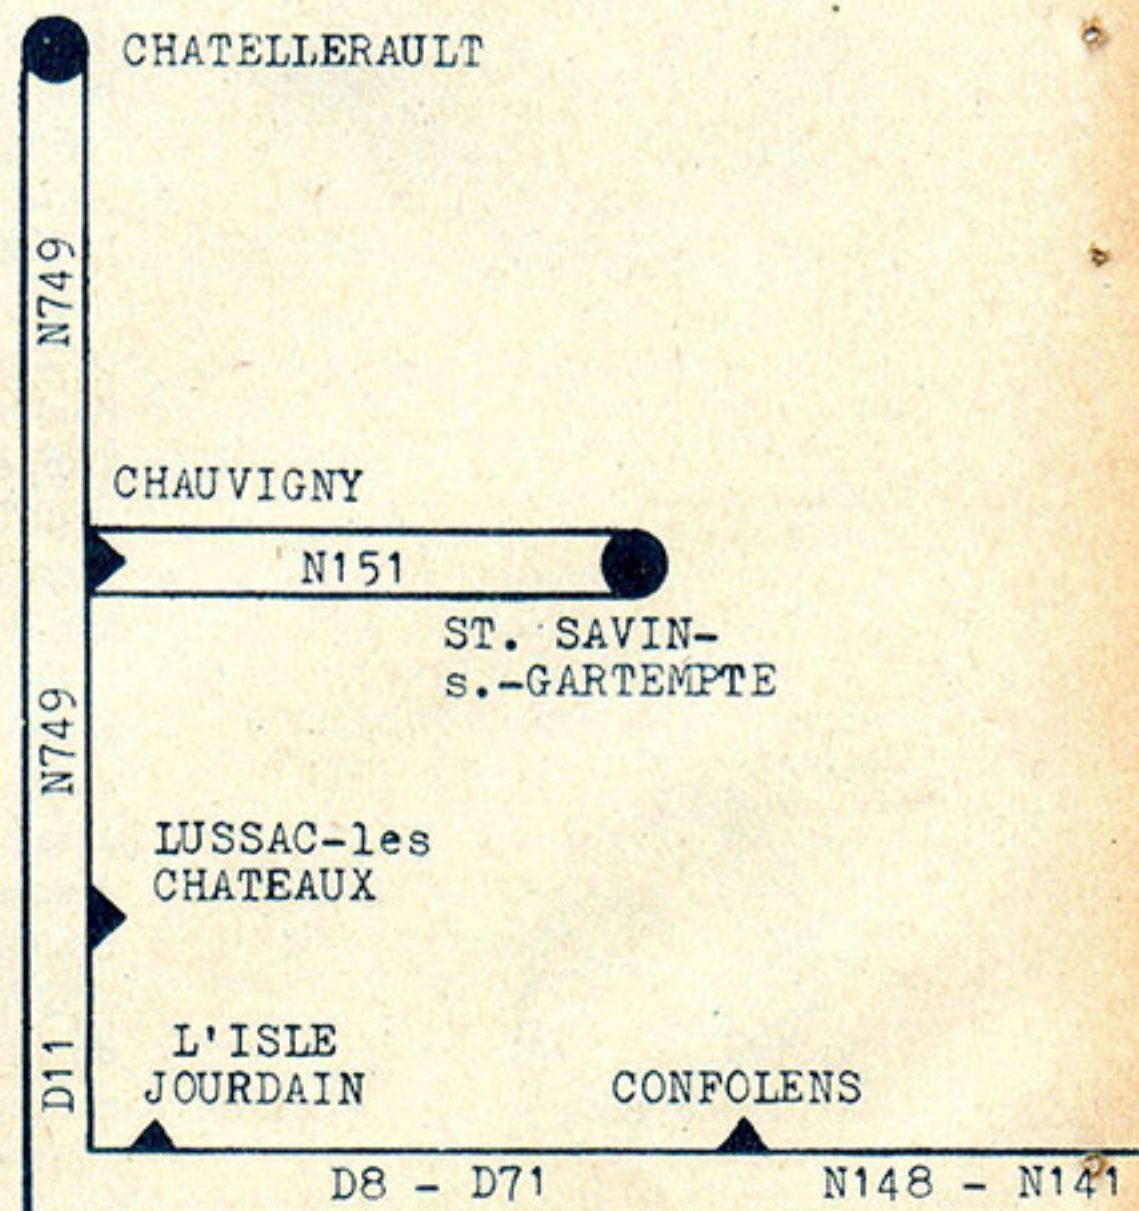 CHATELLERAULT
N749
CHAUVIGNY
N151
ST. SAVIN-
s.-GARTEMPTE
N749
LUSSAC-les
CHATEAUX
D11
L'ISLE
JOURDAIN
CONFOLENS
D8 - D71
N148 - N141